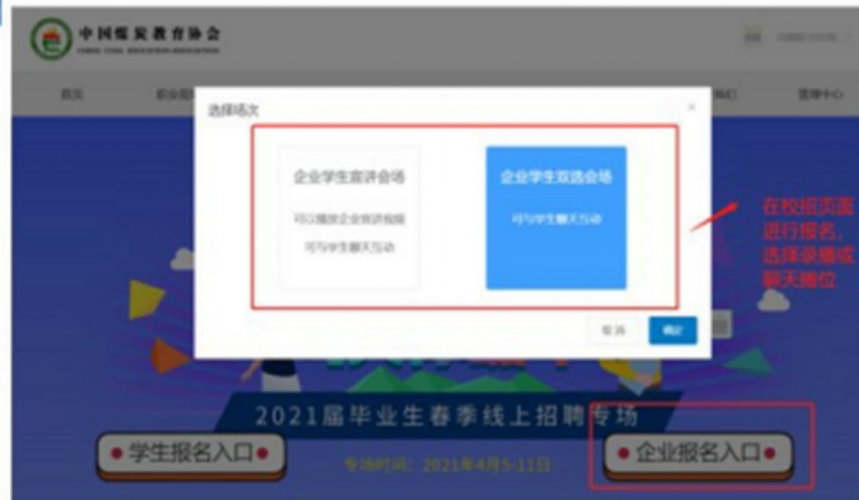 中国煤炭教育协会
CHINA COAL EDUCATION ASSOCIATION
首页
管理中心
选择场次
×
企业学生宣讲会场
企业学生双选会场
可以播放企业宣讲视频
可与学生聊天互动
可与学生聊天互动
在校招页面
进行报名，
选择录播或
聊天摊位
取消
确定
2021届毕业生春季线上招聘专场
学生报名入口
企业报名入口
专场时间：2021年4月5-11日